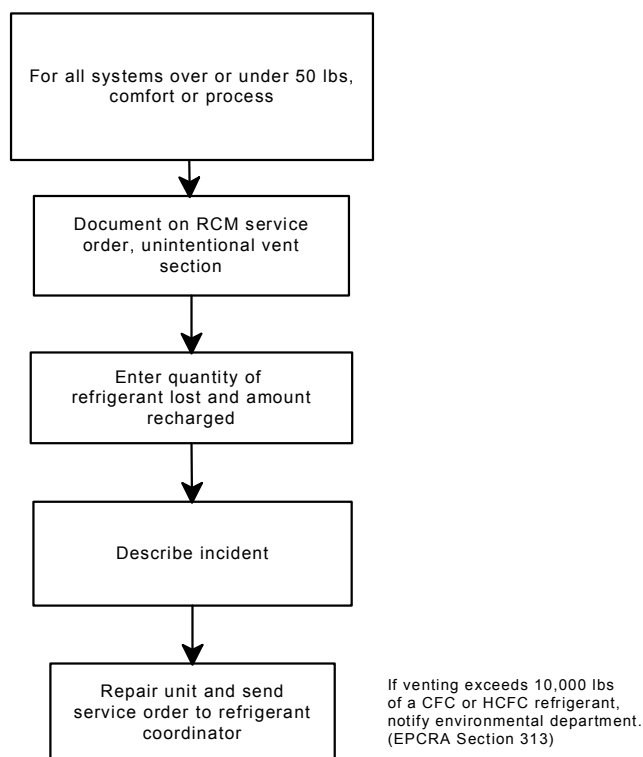 For all systems over or under 50 lbs,
comfort or process
Document on RCM service
order, unintentional vent
section
Enter quantity of
refrigerant lost and amount
recharged
Describe incident
Repair unit and send
service order to refrigerant
coordinator
If venting exceeds 10,000 lbs
of a CFC or HCFC refrigerant,
notify environmental department.
(EPCRA Section 313)